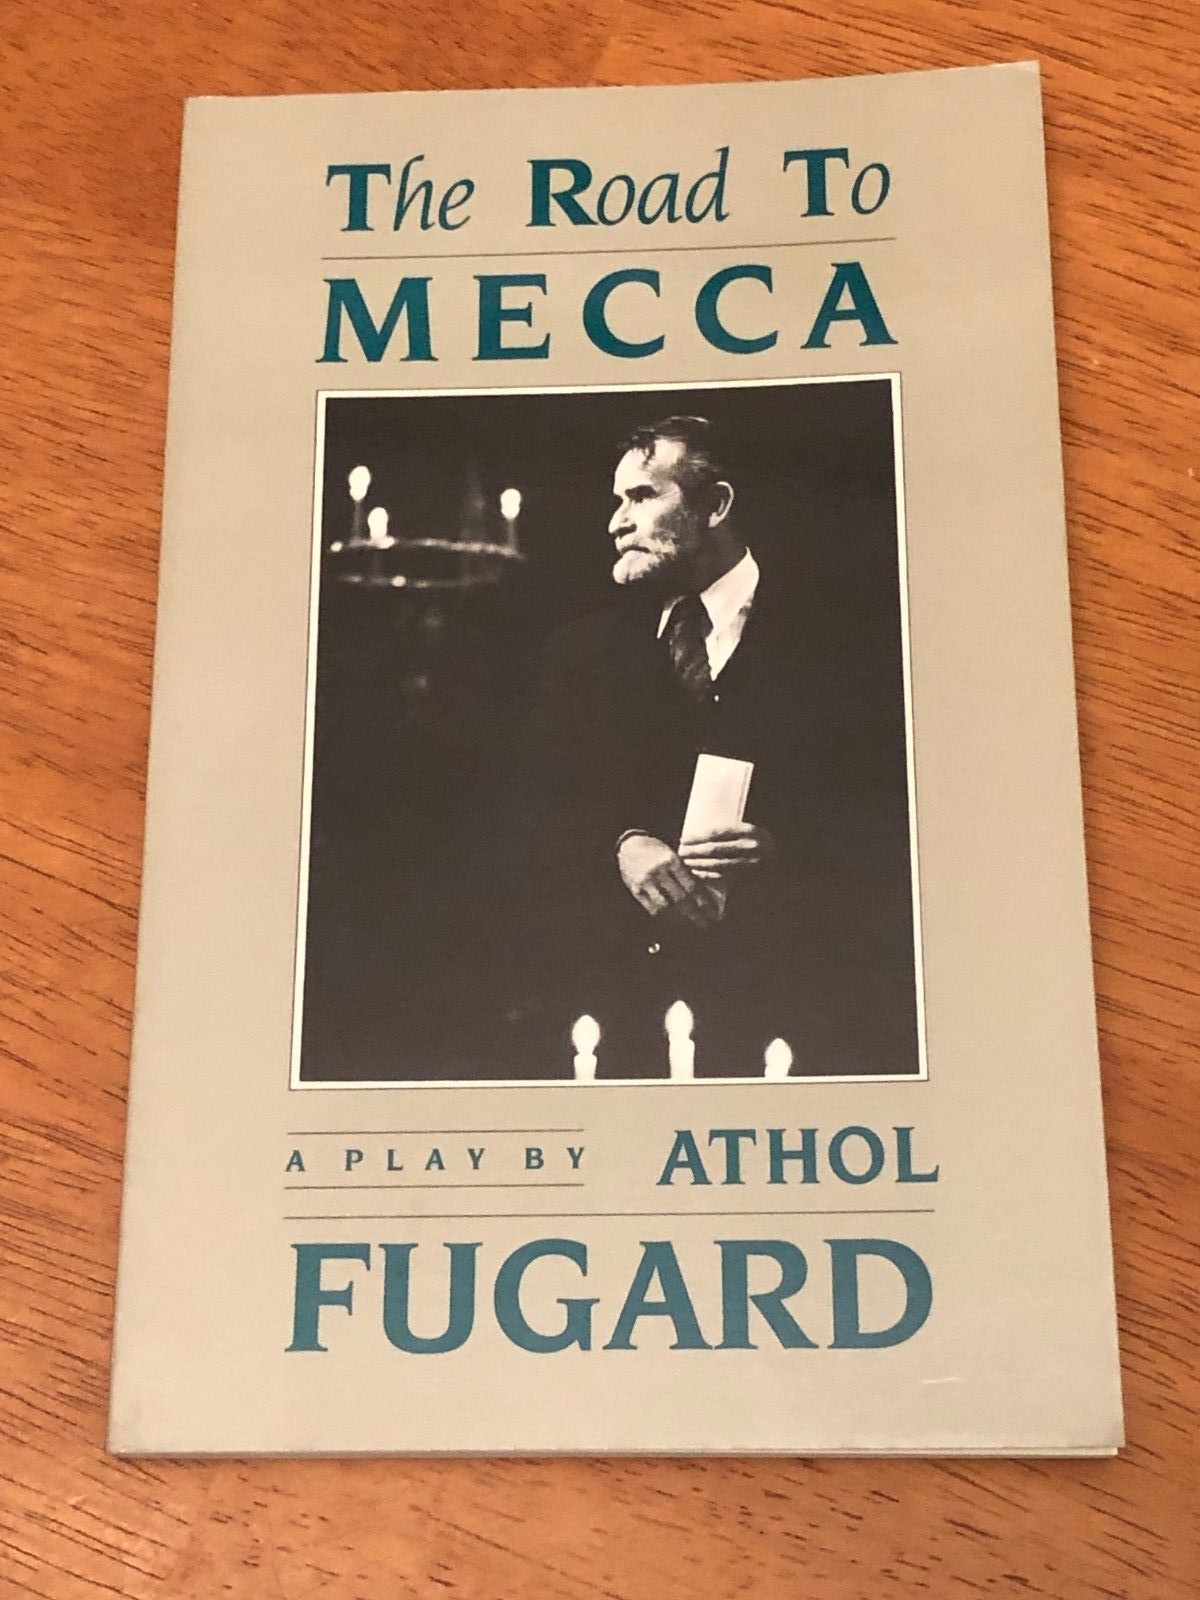 The Road To
MECCA
A PLAY BY ATHOL
FUGARD